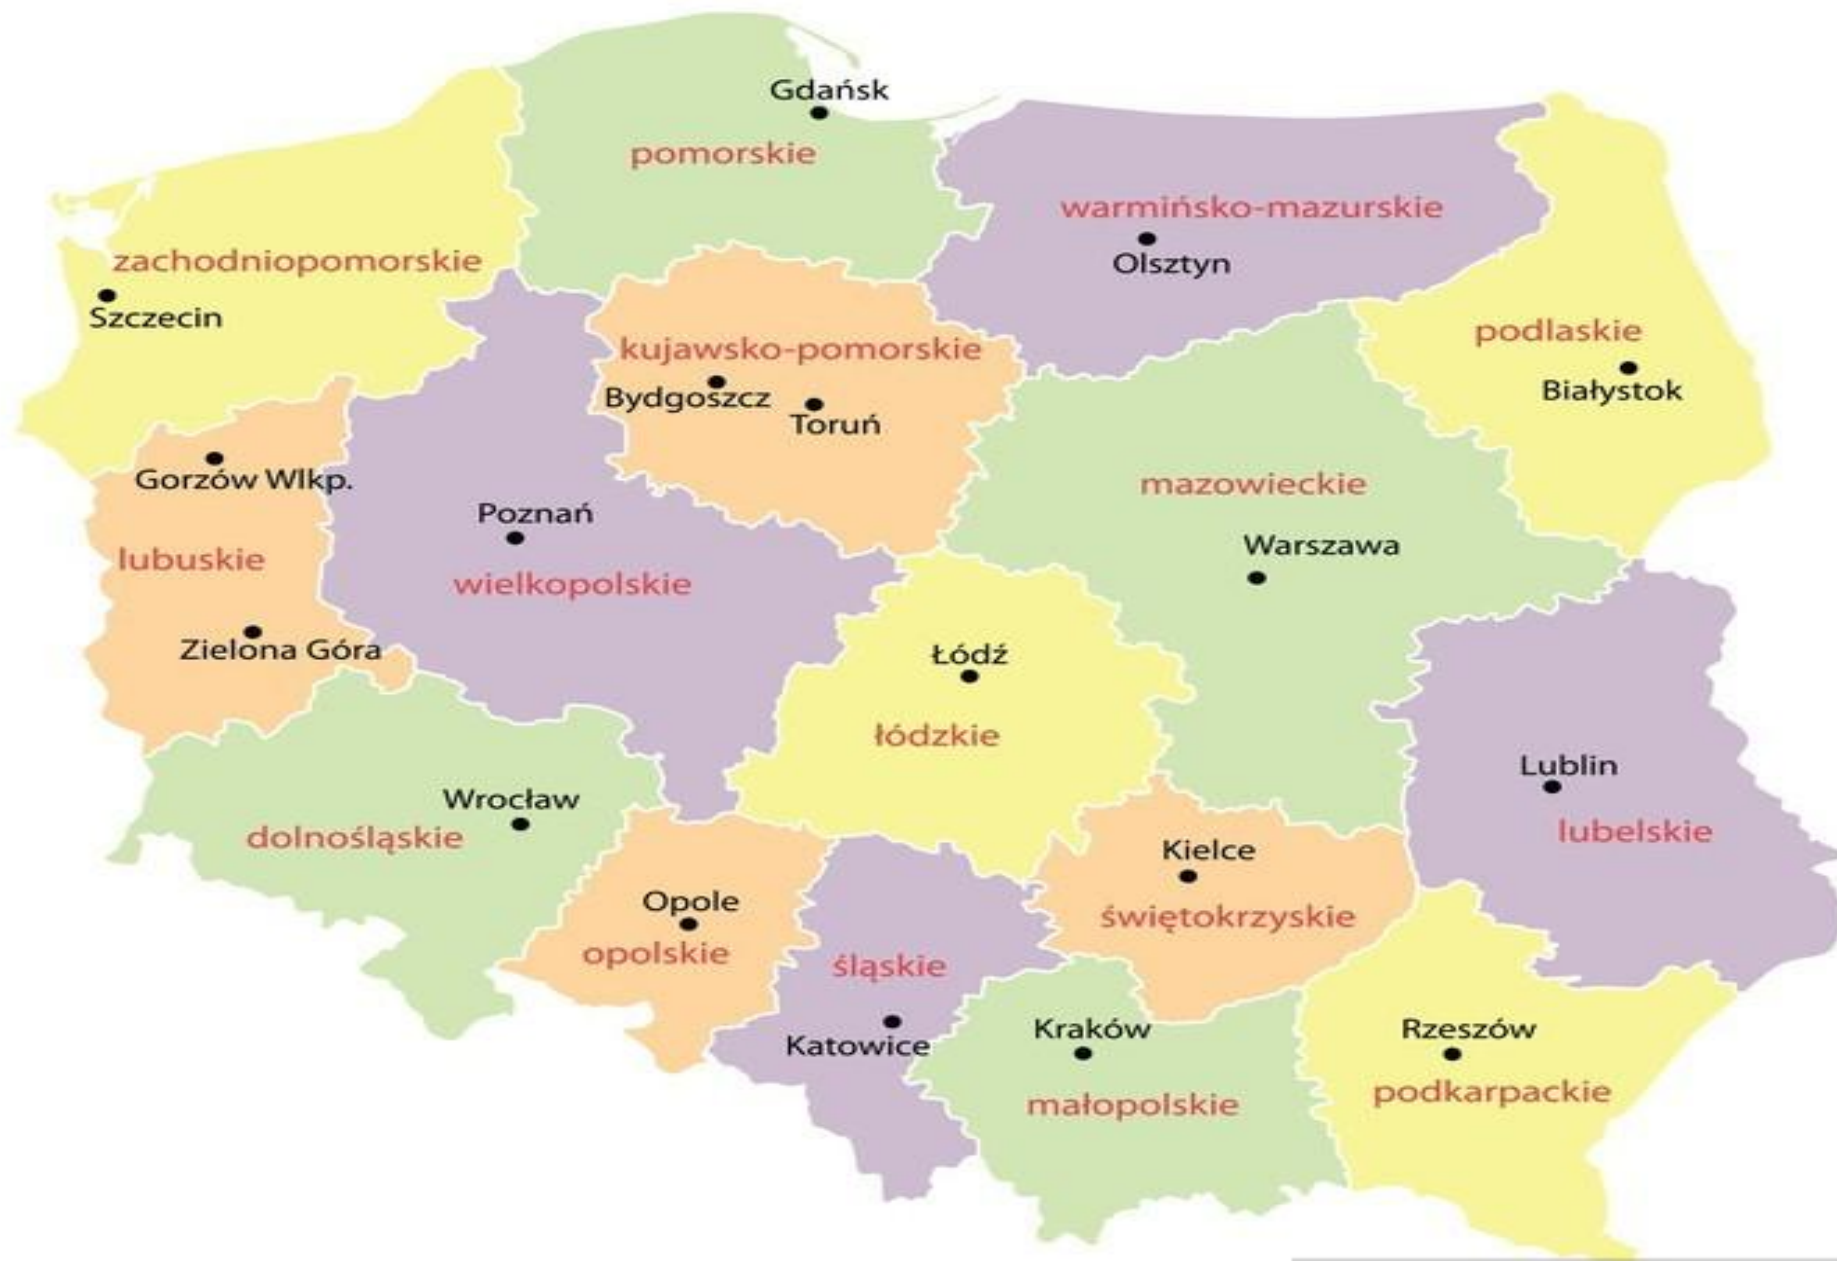 Gdańsk
pomorskie
warmińsko-mazurskie
Olsztyn
zachodniopomorskie
Szczecin
podlaskie
Białystok
kujawsko-pomorskie
Bydgoszcz
Toruń
Gorzów Wlkp.
lubuskie
Zielona Góra
Poznań
wielkopolskie
mazowieckie
Warszawa
Łódź
łódzkie
Lublin
lubelskie
Wrocław
dolnośląskie
Opole
opolskie
śląskie
Katowice
Kielce
świętokrzyskie
Kraków
małopolskie
Rzeszów
podkarpackie